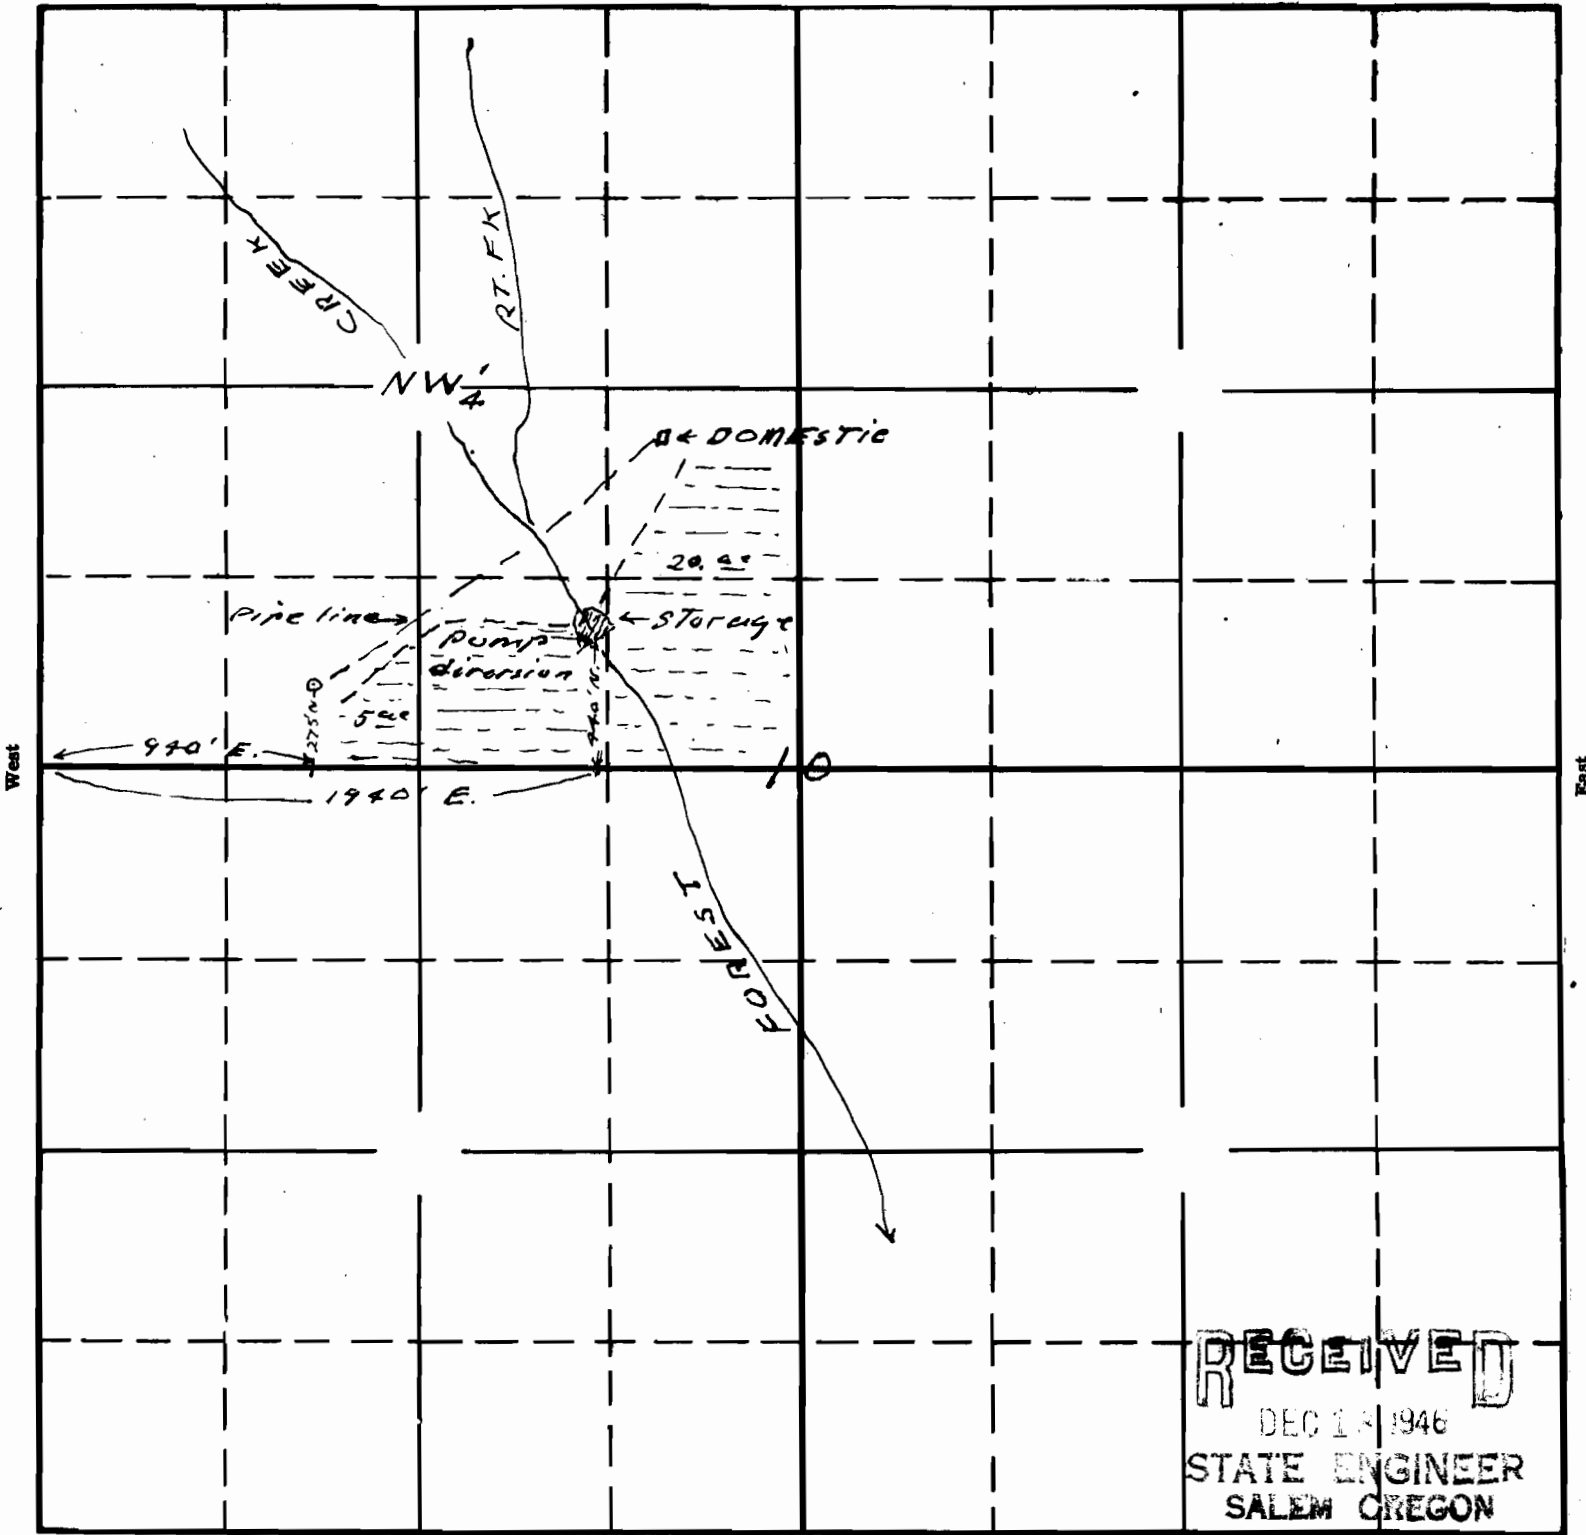 CREEK
RT. FK
NW¼
DOMESTIC
20. ac
Pipe line
Storage
Pump
diversion
275 N
5 ac
440' N.
940' E.
1940' E.
10
West
East
FOREST
RECEIVED
DEC 1 1946
STATE ENGINEER
SALEM OREGON